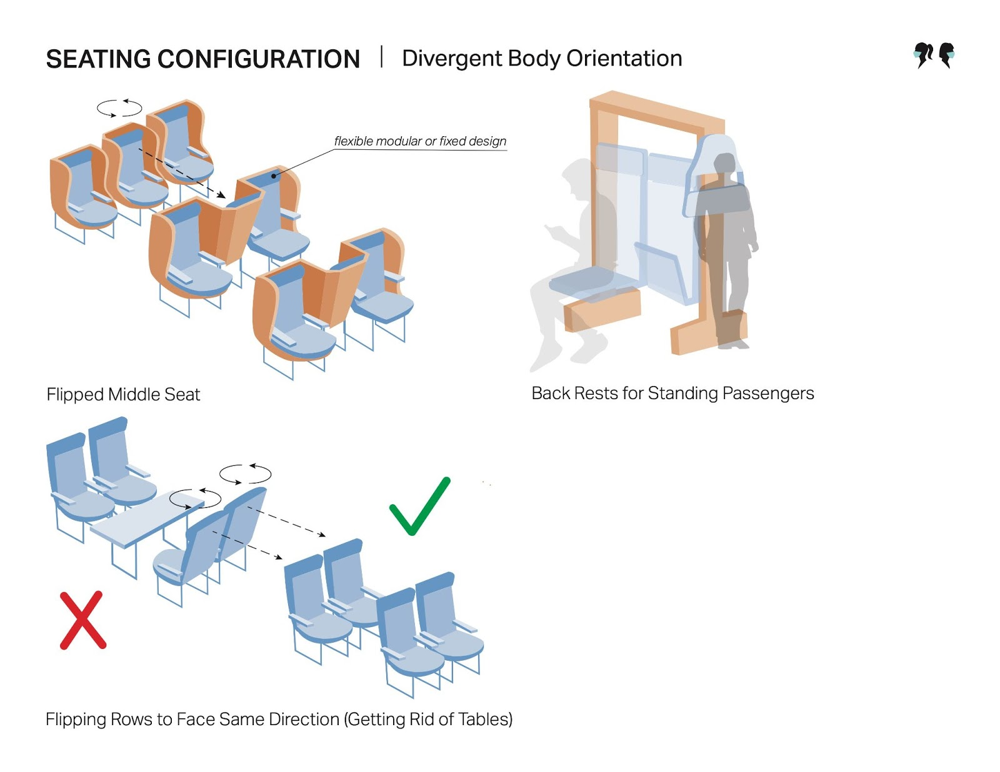 SEATING CONFIGURATION | Divergent Body Orientation
flexible modular or fixed design
Flipped Middle Seat
Back Rests for Standing Passengers
Flipping Rows to Face Same Direction (Getting Rid of Tables)